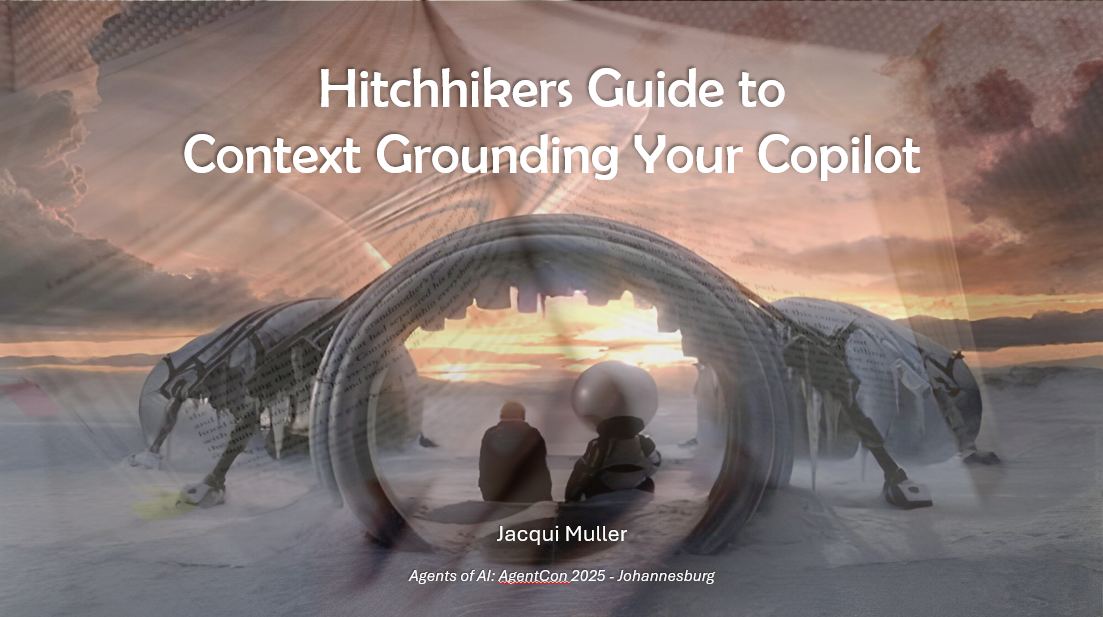 Hitchhikers Guide to
Context Grounding Your Copilot
Jacqui Muller
Agents of AI: AgentCon 2025 - Johannesburg